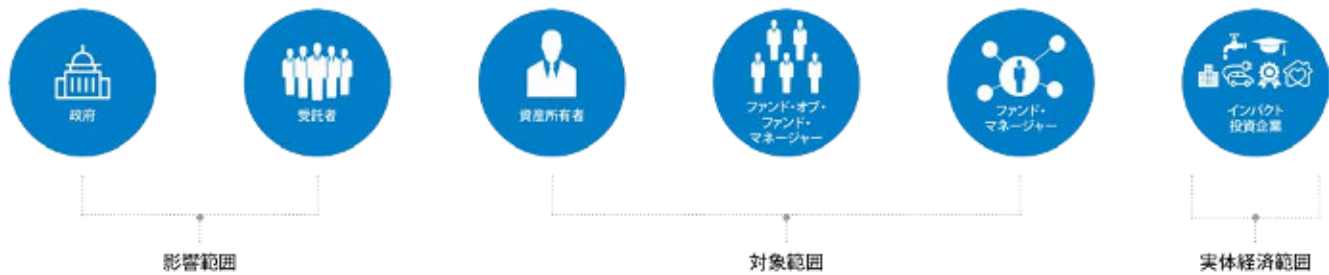 政府
受託者
資産所有者
ファンド・オブ・
ファンド・
マネージャー
ファンド・
マネージャー
インパクト
投資企業
影響範囲
対象範囲
実体経済範囲